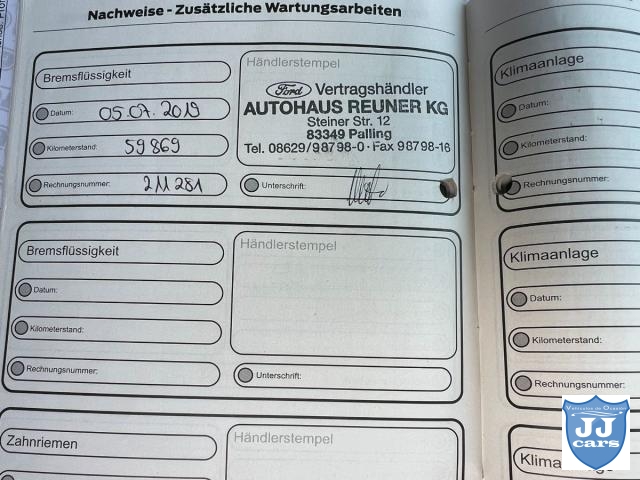 Nachweise - Zusätzliche Wartungsarbeiten
Bremsflüssigkeit
Datum: 05.07.2019
Kilometerstand: 59869
Rechnungsnummer: 211281
Händlerstempel
Ford Vertragshändler
AUTOHAUS REUNER KG
Steiner Str. 12
83349 Palling
Tel. 08629/98798-0 · Fax 98798-16
Unterschrift:
Bremsflüssigkeit
Datum:
Kilometerstand:
Rechnungsnummer:
Händlerstempel
Unterschrift:
Zahnriemen
Händlerstempel
Klimaanlage
Datum:
Kilometerstand:
Rechnungsnummer:
Klimaanlage
Datum:
Kilometerstand:
Rechnungsnummer:
JJ
cars